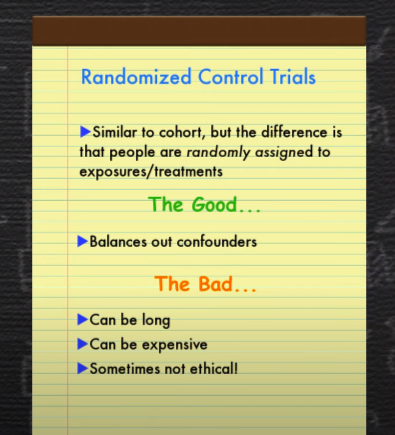 Randomized Control Trials
▶Similar to cohort, but the difference is
that people are randomly assigned to
exposures/treatments
The Good...
▶Balances out confounders
The Bad...
▶Can be long
▶Can be expensive
▶Sometimes not ethical!